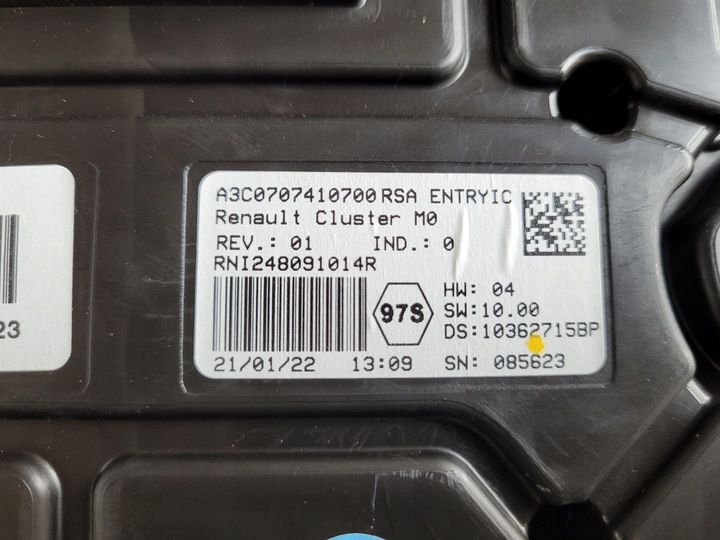 A3C0707410700 RSA ENTRYIC
Renault Cluster M0
REV.: 01 IND.: 0
RNI248091014R
97S
HW: 04
SW:10.00
DS:10362715BP
21/01/22 13:09 SN: 085623
23